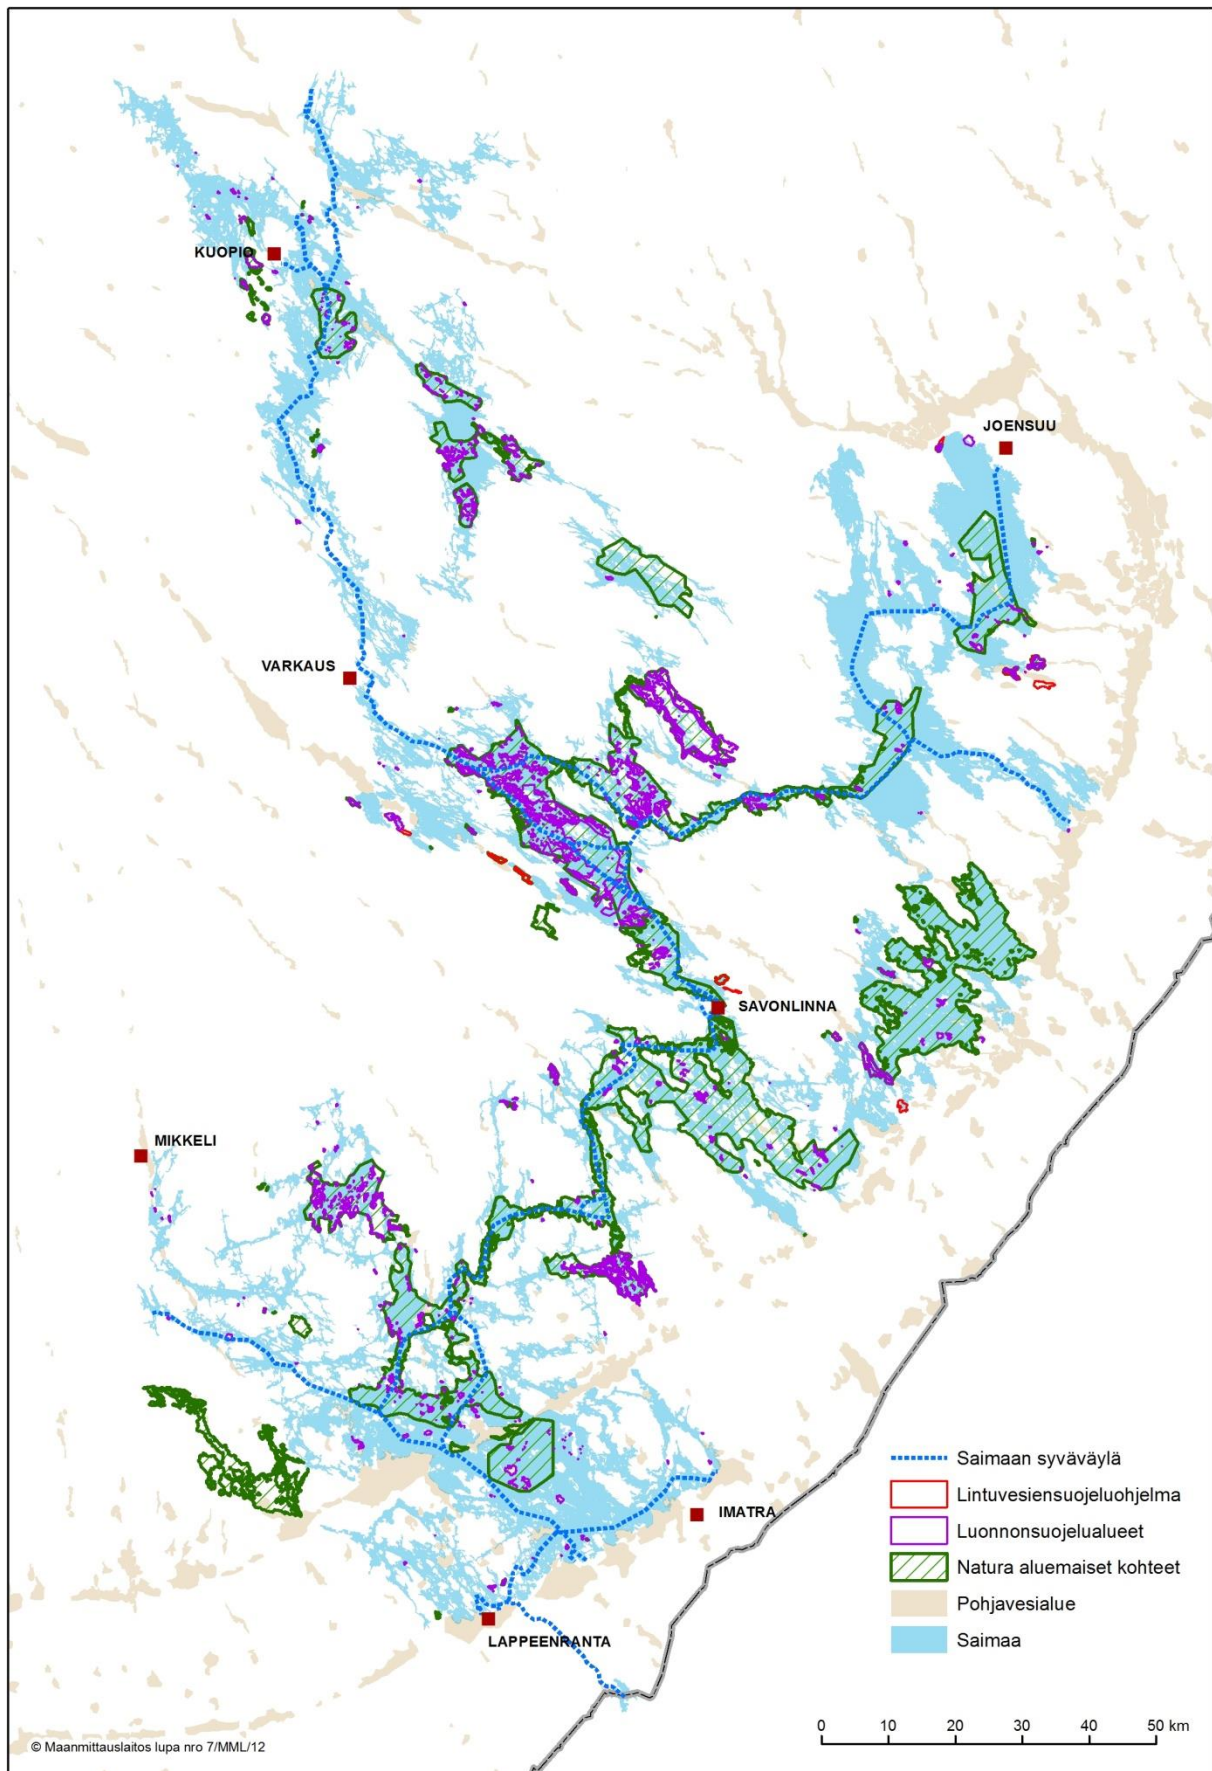 KUOPIO
JOENSUU
VARKAUS
SAVONLINNA
MIKKELI
IMATRA
LAPPEENRANTA
Saimaan syväväylä
Lintuvesiensuojeluohjelma
Luonnonsuojelualueet
Natura aluemaiset kohteet
Pohjavesialue
Saimaa
0 10 20 30 40 50 km
© Maanmittauslaitos lupa nro 7/MML/12